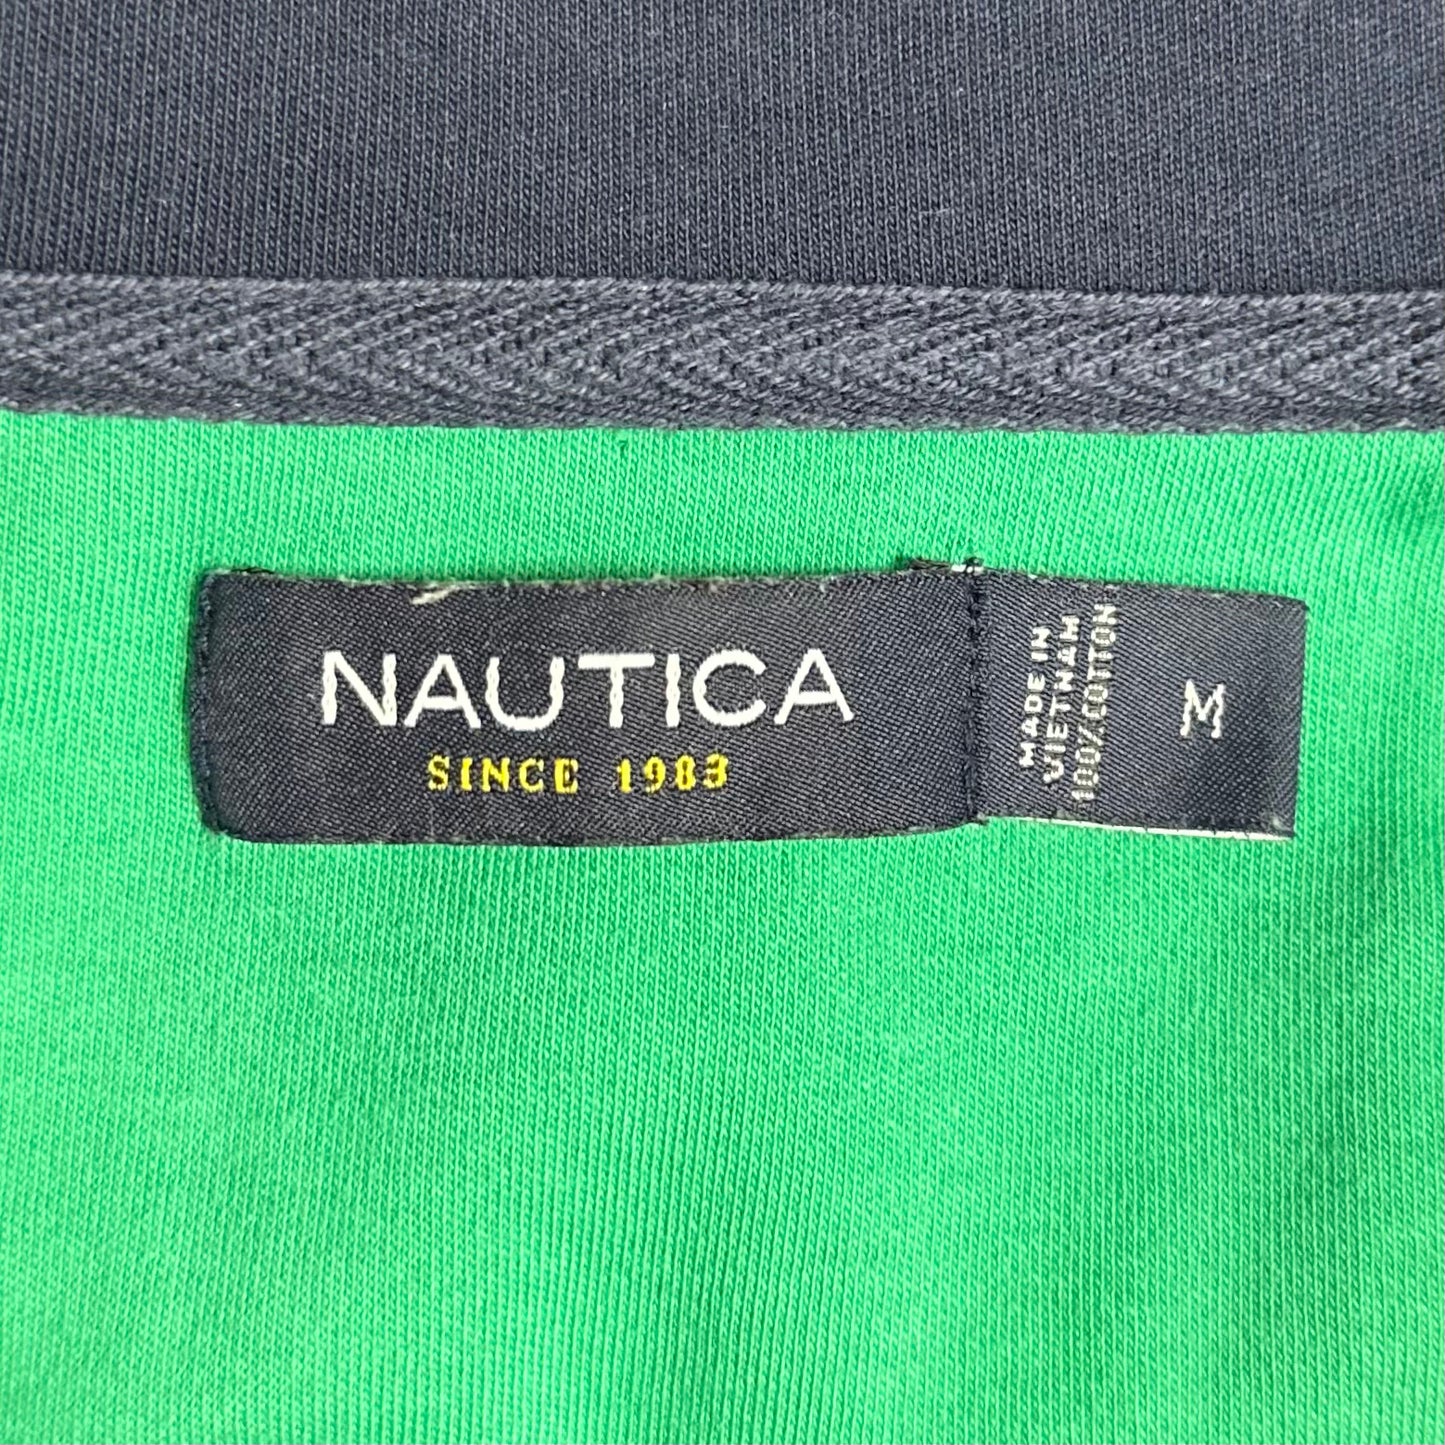 NAUTICA
SINCE 1983
MADE IN
VIETNAM
100% COTTON
M